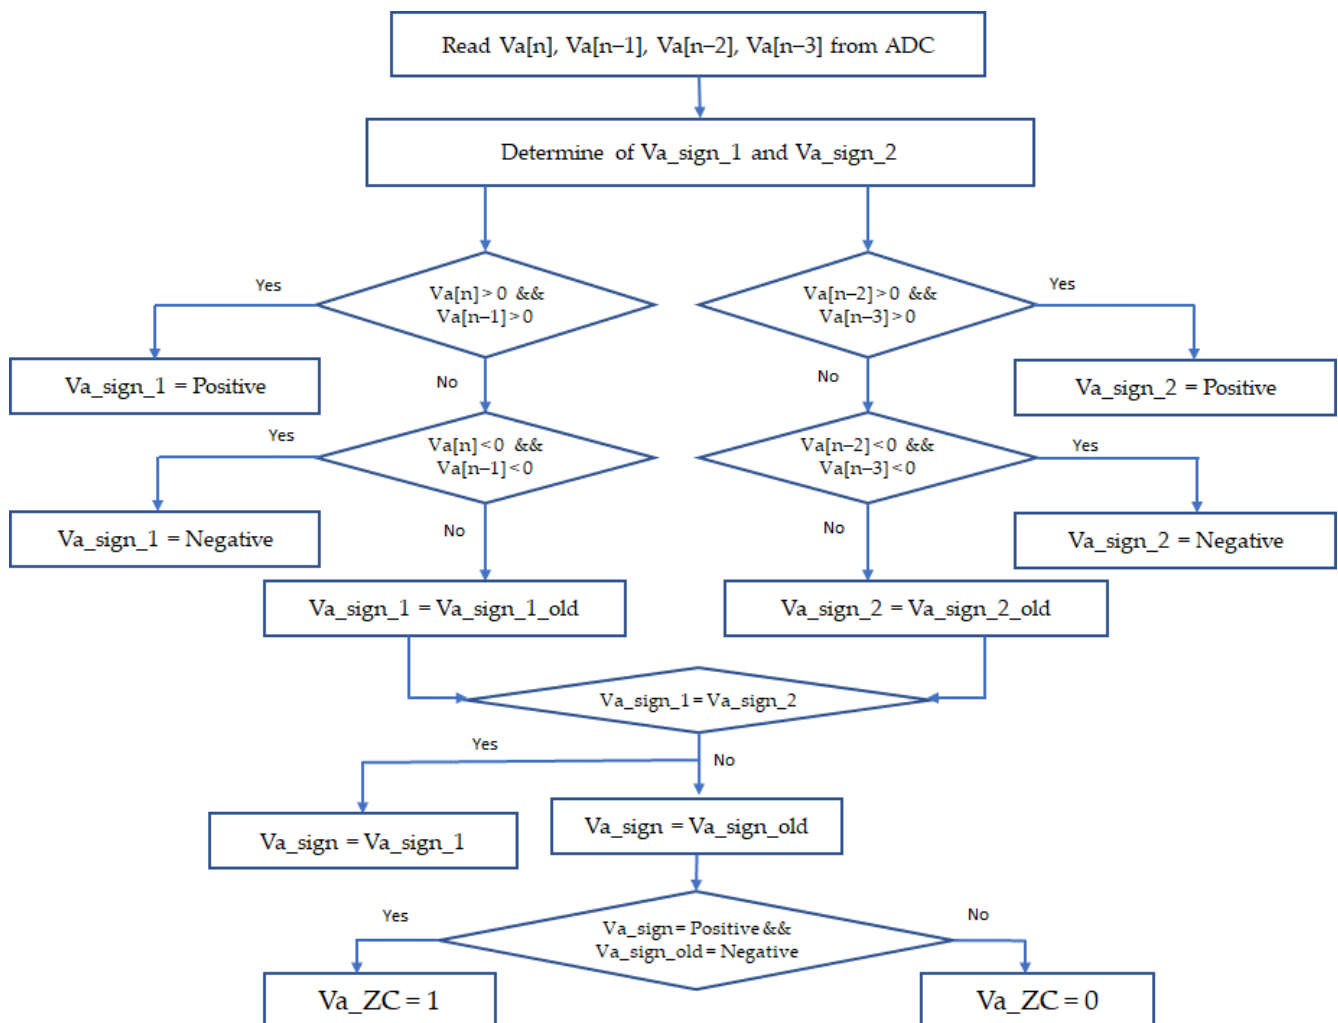 Read Va[n], Va[n−1], Va[n−2], Va[n−3] from ADC
Determine of Va_sign_1 and Va_sign_2
Yes
Va[n] > 0 &&
Va[n−1] > 0
Va[n−2] > 0 &&
Va[n−3] > 0
Yes
Va_sign_1 = Positive
No
No
Va_sign_2 = Positive
Yes
Va[n] < 0 &&
Va[n−1] < 0
Va[n−2] < 0 &&
Va[n−3] < 0
Yes
Va_sign_1 = Negative
No
No
Va_sign_2 = Negative
Va_sign_1 = Va_sign_1_old
Va_sign_2 = Va_sign_2_old
Va_sign_1 = Va_sign_2
Yes
No
Va_sign = Va_sign_1
Va_sign = Va_sign_old
Yes
Va_sign = Positive &&
Va_sign_old = Negative
No
Va_ZC = 1
Va_ZC = 0